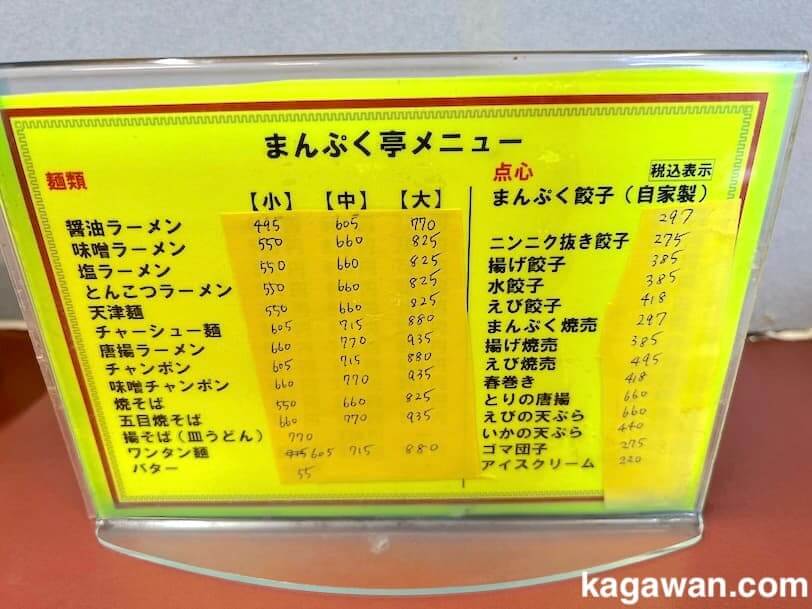 まんぷく亭メニュー
麺類
【小】 【中】 【大】
醤油ラーメン 495 605 770
味噌ラーメン 550 660 825
塩ラーメン 550 660 825
とんこつラーメン 550 660 825
天津麺 550 660 825
チャーシュー麺 605 715 880
唐揚ラーメン 660 770 935
チャンポン 605 715 880
味噌チャンポン 660 770 935
焼そば 550 660 825
五目焼そば 660 770 935
揚そば(皿うどん) 770
ワンタン麺 605 715 880
バター 55
点心 税込表示
まんぷく餃子(自家製) 297
ニンニク抜き餃子 275
揚げ餃子 385
水餃子 385
えび餃子 418
まんぷく焼売 297
揚げ焼売 385
えび焼売 495
春巻き 418
とりの唐揚 660
えびの天ぷら 660
いかの天ぷら 440
ゴマ団子 275
アイスクリーム 220
kagawan.com